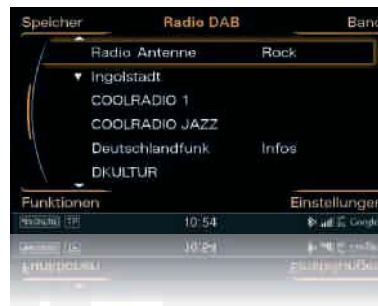 Speicher Radio DAB Band
Radio Antenne Rock
▼ Ingolstadt
COOLRADIO 1
COOLRADIO JAZZ
Deutschlandfunk Infos
DKULTUR
Funktionen Einstellungen
TP 10:54 Google